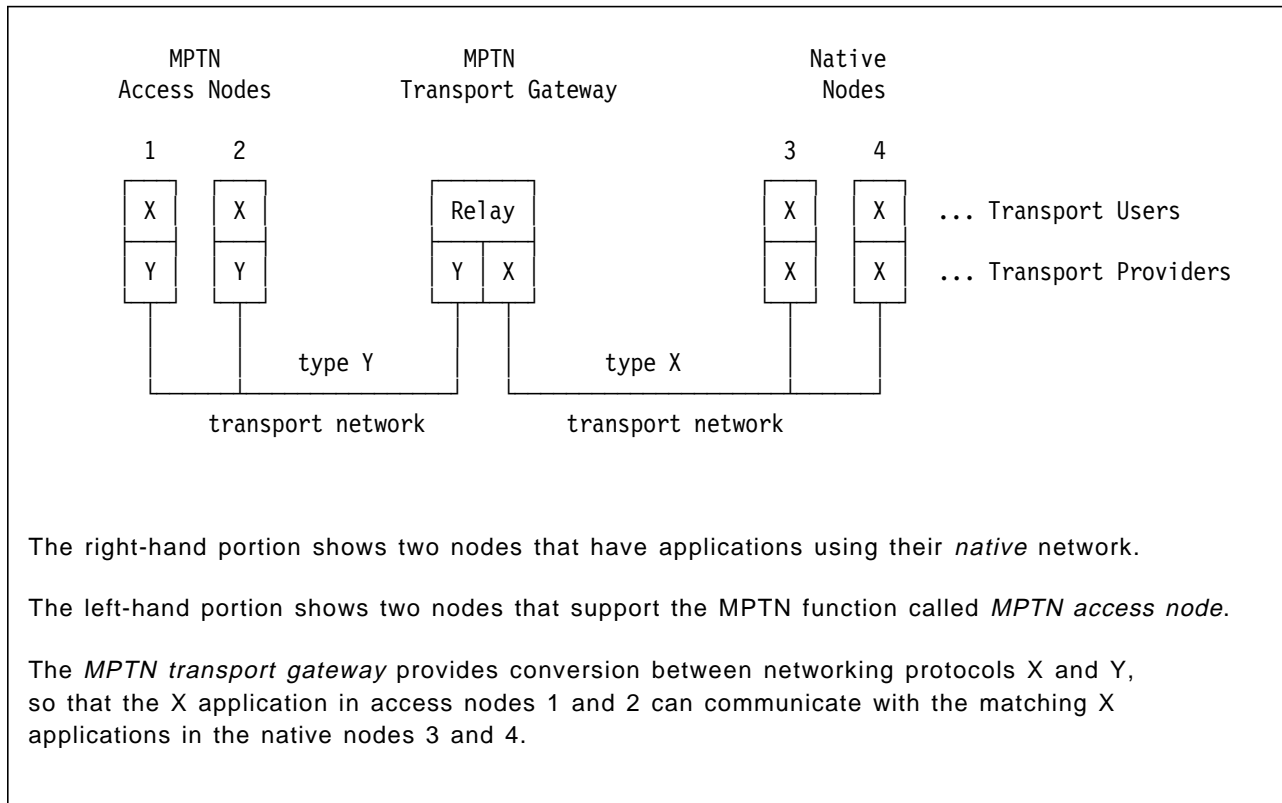 MPTN MPTN Native
Access Nodes Transport Gateway Nodes
1 2 3 4
X X Relay X X ... Transport Users
Y Y Y X X X ... Transport Providers
type Y type X
transport network transport network
The right-hand portion shows two nodes that have applications using their native network.
The left-hand portion shows two nodes that support the MPTN function called MPTN access node.
The MPTN transport gateway provides conversion between networking protocols X and Y,
so that the X application in access nodes 1 and 2 can communicate with the matching X
applications in the native nodes 3 and 4.